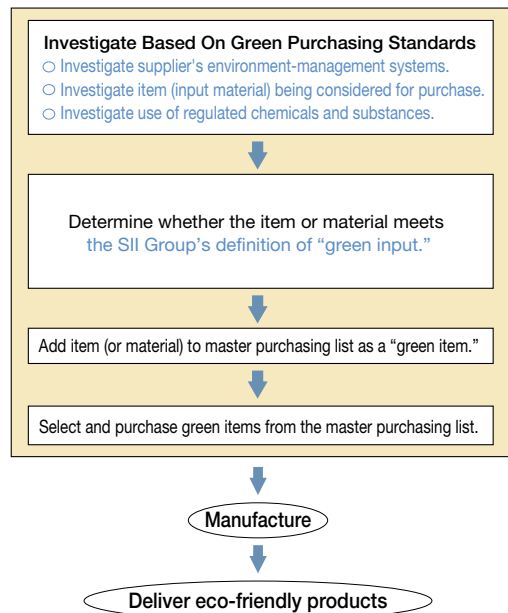 Investigate Based On Green Purchasing Standards
○ Investigate supplier's environment-management systems.
○ Investigate item (input material) being considered for purchase.
○ Investigate use of regulated chemicals and substances.
Determine whether the item or material meets
the SII Group's definition of “green input.”
Add item (or material) to master purchasing list as a “green item.”
Select and purchase green items from the master purchasing list.
Manufacture
Deliver eco-friendly products